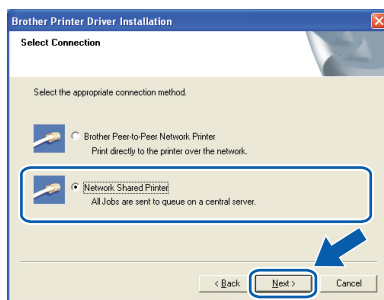 Brother Printer Driver Installation
Select Connection
Select the appropriate connection method.
Brother Peer-to-Peer Network Printer
Print directly to the printer over the network.
Network Shared Printer
All Jobs are sent to queue on a central server.
< Back
Next >
Cancel